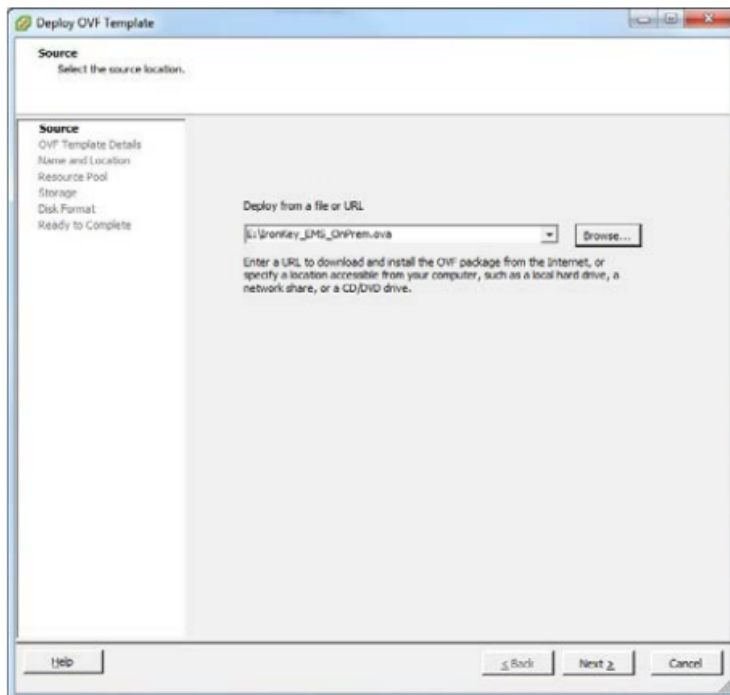 Deploy OVF Template
Source
Select the source location.
Source
OVF Template Details
Name and Location
Resource Pool
Storage
Disk Format
Ready to Complete
Deploy from a file or URL
E:\IronKey_EMS_OnPrem.ova
Browse...
Enter a URL to download and install the OVF package from the Internet, or
specify a location accessible from your computer, such as a local hard drive, a
network share, or a CD/DVD drive.
Help
≤ Back
Next ≥
Cancel